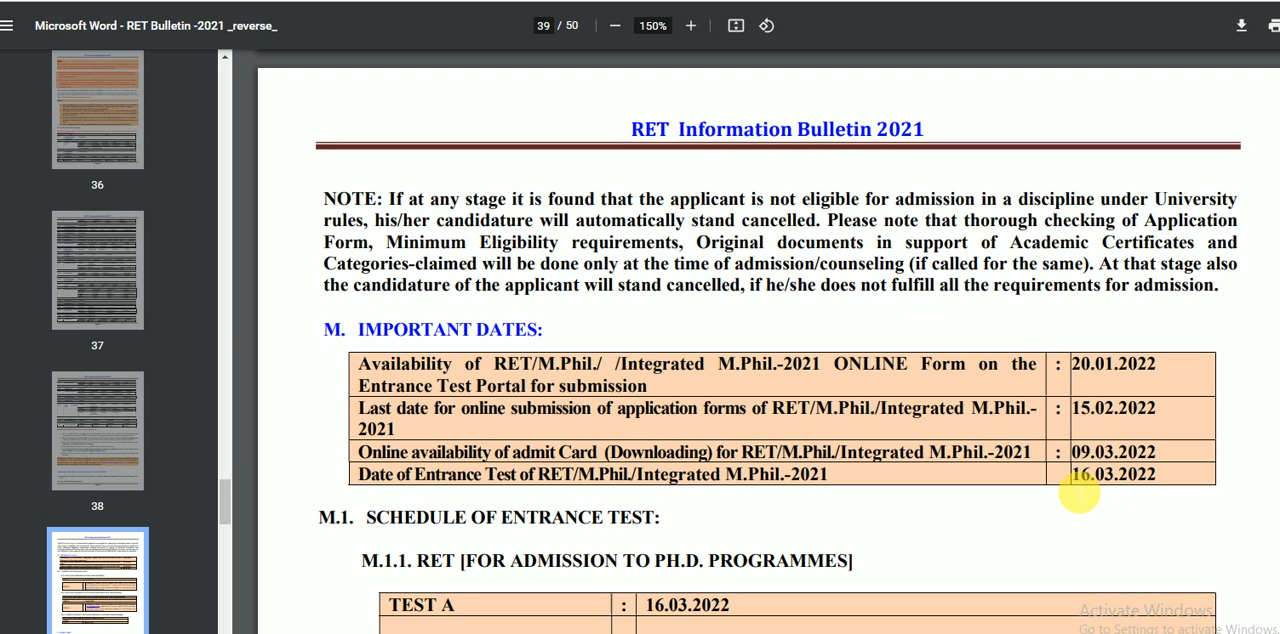 Microsoft Word - RET Bulletin -2021 _reverse_
39 / 50
150%
36
37
38
RET Information Bulletin 2021
NOTE: If at any stage it is found that the applicant is not eligible for admission in a discipline under University
rules, his/her candidature will automatically stand cancelled. Please note that thorough checking of Application
Form, Minimum Eligibility requirements, Original documents in support of Academic Certificates and
Categories-claimed will be done only at the time of admission/counseling (if called for the same). At that stage also
the candidature of the applicant will stand cancelled, if he/she does not fulfill all the requirements for admission.
M. IMPORTANT DATES:
Availability of RET/M.Phil./ /Integrated M.Phil.-2021 ONLINE Form on the : 20.01.2022
Entrance Test Portal for submission
Last date for online submission of application forms of RET/M.Phil./Integrated M.Phil.- : 15.02.2022
2021
Online availability of admit Card (Downloading) for RET/M.Phil./Integrated M.Phil.-2021 : 09.03.2022
Date of Entrance Test of RET/M.Phil./Integrated M.Phil.-2021 16.03.2022
M.1. SCHEDULE OF ENTRANCE TEST:
M.1.1. RET [FOR ADMISSION TO PH.D. PROGRAMMES]
TEST A : 16.03.2022
Activate Windows
Go to Settings to activate Windows.